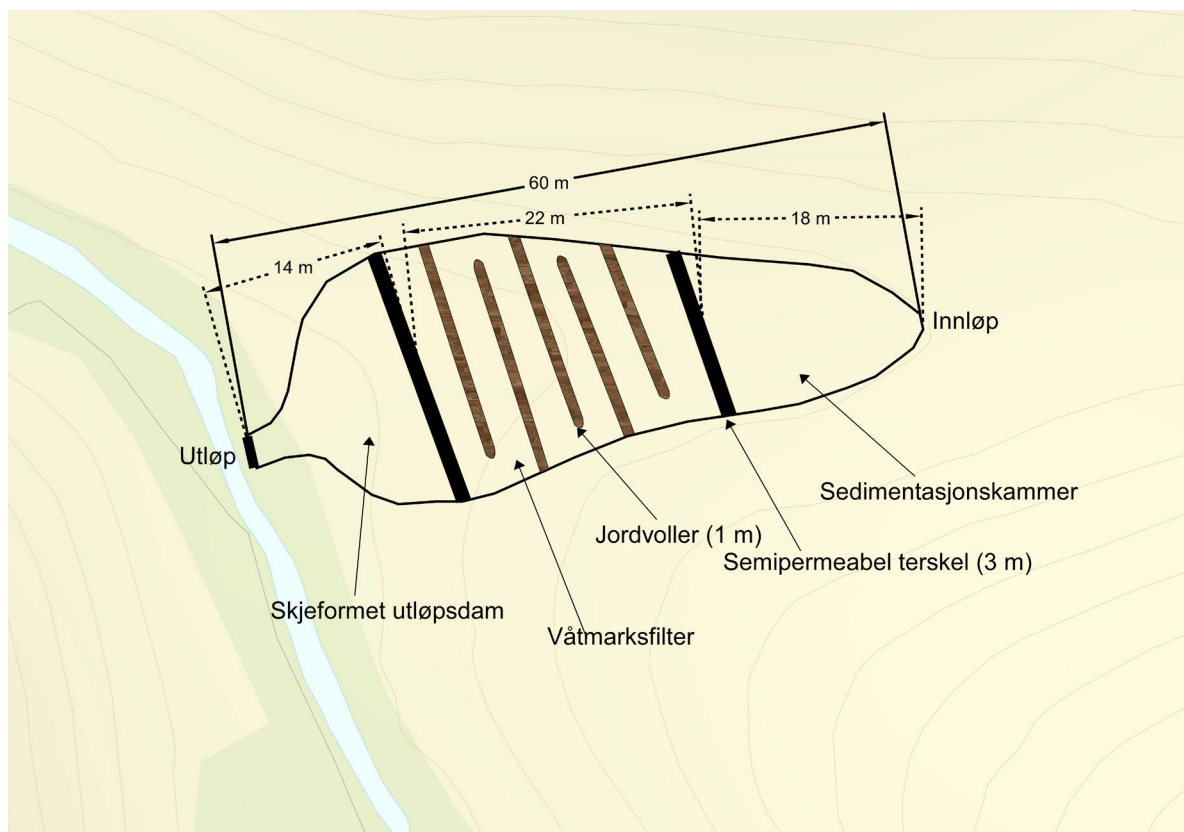 60 m
22 m
18 m
14 m
Innløp
Utløp
Sedimentasjonskammer
Jordvoller (1 m)
Semipermeabel terskel (3 m)
Skjeformet utløpsdam
Våtmarksfilter